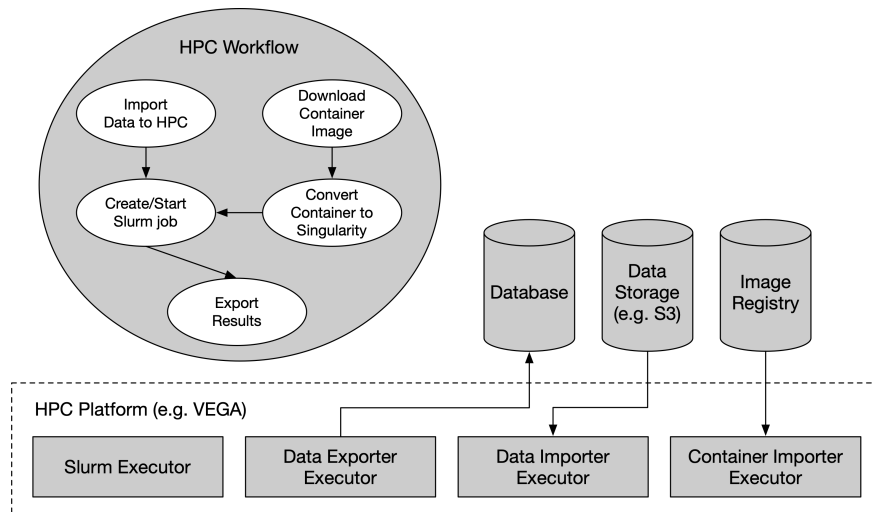 HPC Workflow
Import
Data to HPC
Download
Container
Image
Create/Start
Slurm job
Convert
Container to
Singularity
Export
Results
Database
Data
Storage
(e.g. S3)
Image
Registry
HPC Platform (e.g. VEGA)
Slurm Executor
Data Exporter
Executor
Data Importer
Executor
Container Importer
Executor